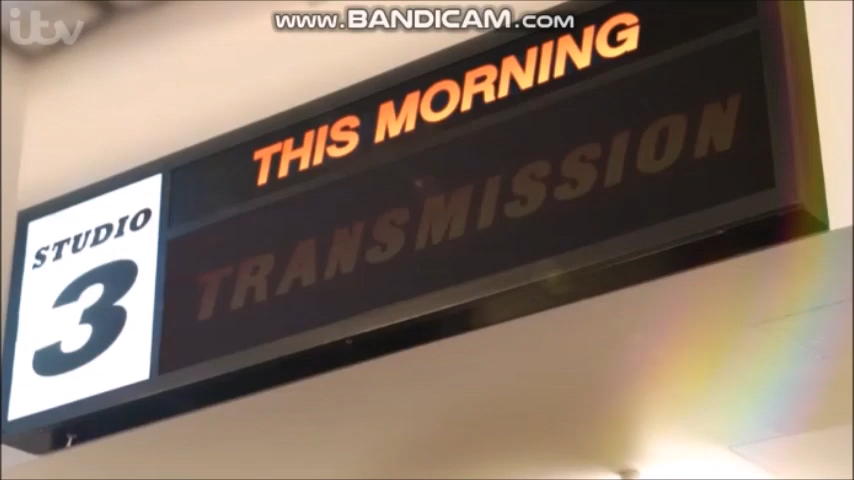 itv
www.BANDICAM.com
THIS MORNING
TRANSMISSION
STUDIO
3